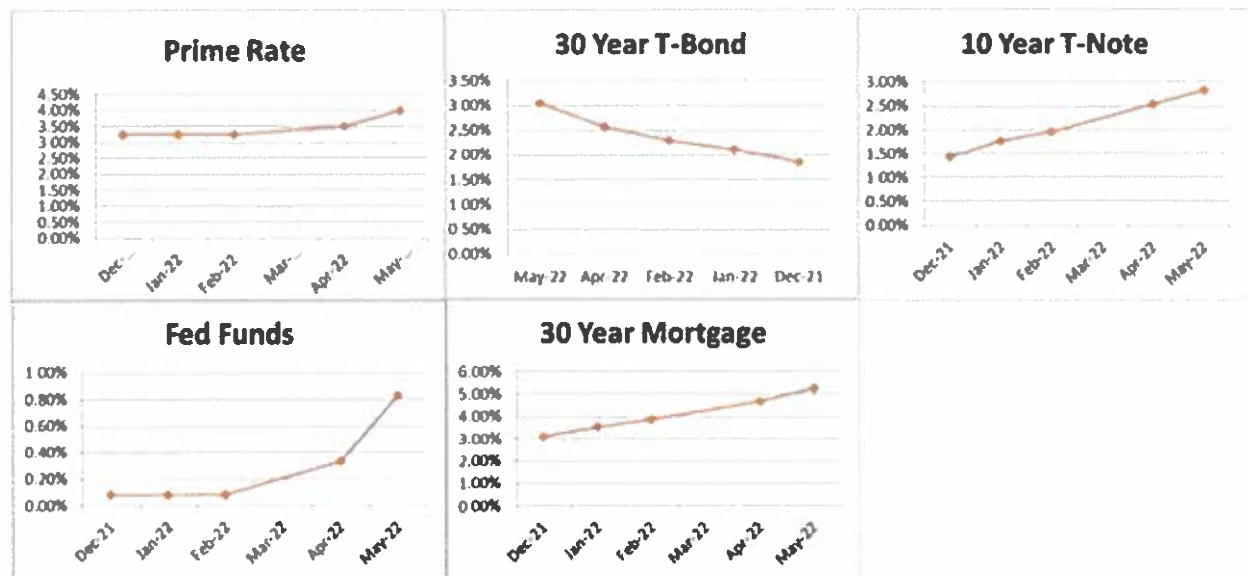 Prime Rate
4.50%
4.00%
3.50%
3.00%
2.50%
2.00%
1.50%
1.00%
0.50%
0.00%
Dec-...
Jan-22
Feb-22
Mar-...
Apr-22
May-...
30 Year T-Bond
3.50%
3.00%
2.50%
2.00%
1.50%
1.00%
0.50%
0.00%
May-22
Apr-22
Feb-22
Jan-22
Dec-21
10 Year T-Note
3.00%
2.50%
2.00%
1.50%
1.00%
0.50%
0.00%
Dec-21
Jan-22
Feb-22
Mar-22
Apr-22
May-22
Fed Funds
1.00%
0.80%
0.60%
0.40%
0.20%
0.00%
Dec-21
Jan-22
Feb-22
Mar-22
Apr-22
May-22
30 Year Mortgage
6.00%
5.00%
4.00%
3.00%
2.00%
1.00%
0.00%
Dec-21
Jan-22
Feb-22
Mar-22
Apr-22
May-22